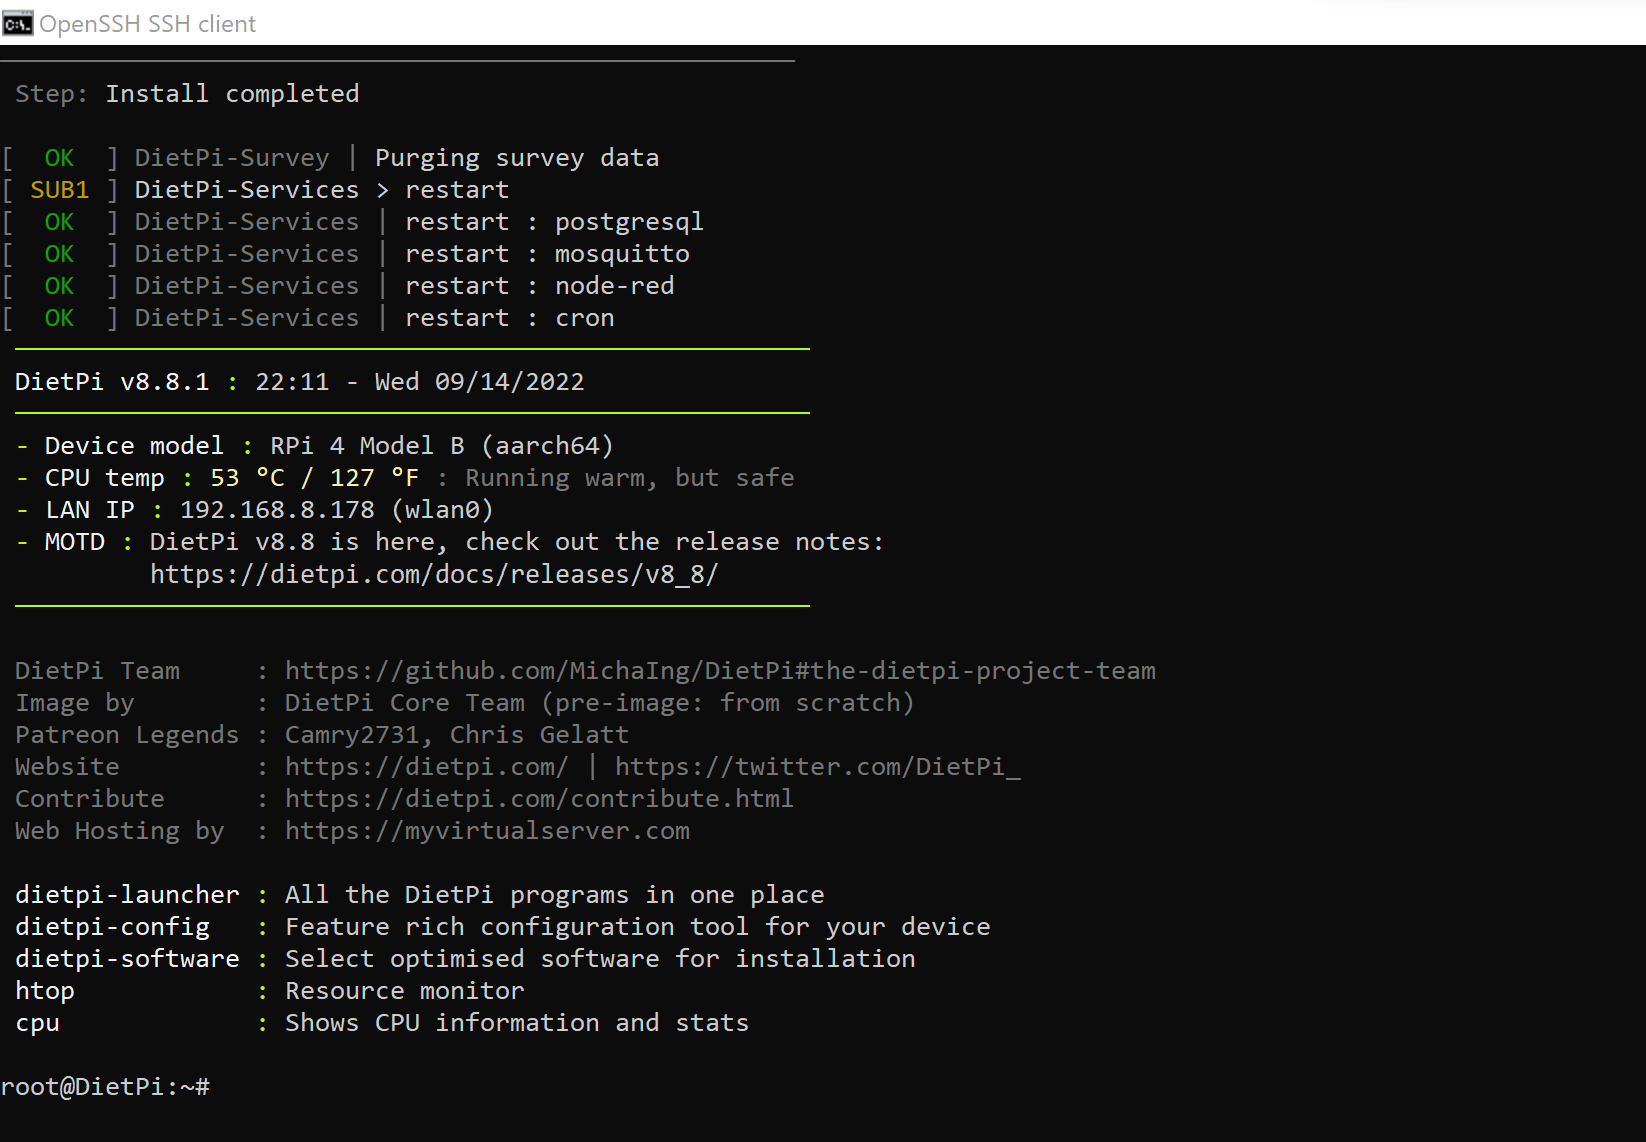 OpenSSH SSH client
Step: Install completed
[  OK  ] DietPi-Survey | Purging survey data
[ SUB1 ] DietPi-Services > restart
[  OK  ] DietPi-Services | restart : postgresql
[  OK  ] DietPi-Services | restart : mosquitto
[  OK  ] DietPi-Services | restart : node-red
[  OK  ] DietPi-Services | restart : cron
DietPi v8.8.1 : 22:11 - Wed 09/14/2022
- Device model : RPi 4 Model B (aarch64)
- CPU temp : 53 °C / 127 °F : Running warm, but safe
- LAN IP : 192.168.8.178 (wlan0)
- MOTD : DietPi v8.8 is here, check out the release notes:
https://dietpi.com/docs/releases/v8_8/
DietPi Team     : https://github.com/MichaIng/DietPi#the-dietpi-project-team
Image by        : DietPi Core Team (pre-image: from scratch)
Patreon Legends : Camry2731, Chris Gelatt
Website         : https://dietpi.com/ | https://twitter.com/DietPi_
Contribute      : https://dietpi.com/contribute.html
Web Hosting by  : https://myvirtualserver.com
dietpi-launcher : All the DietPi programs in one place
dietpi-config   : Feature rich configuration tool for your device
dietpi-software : Select optimised software for installation
htop            : Resource monitor
cpu             : Shows CPU information and stats
root@DietPi:~#